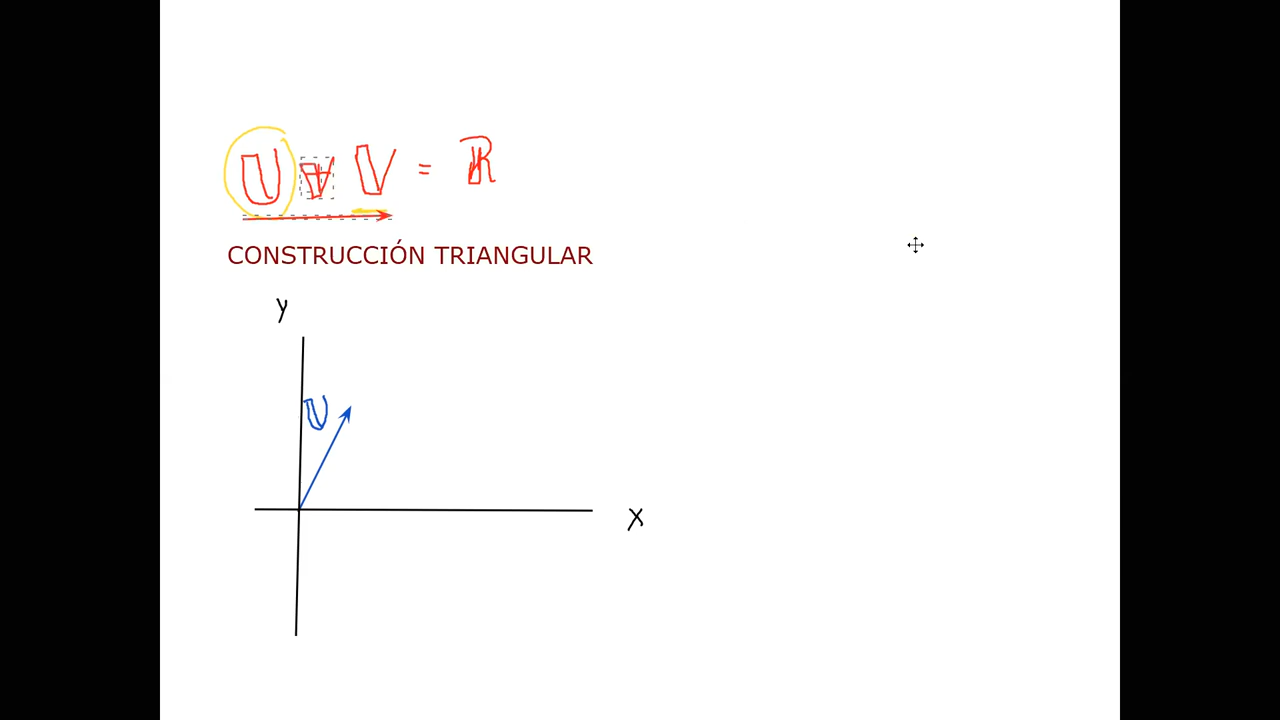 𝕌 ∀ 𝕍 = ℝ
CONSTRUCCIÓN TRIANGULAR
y
𝕌
x